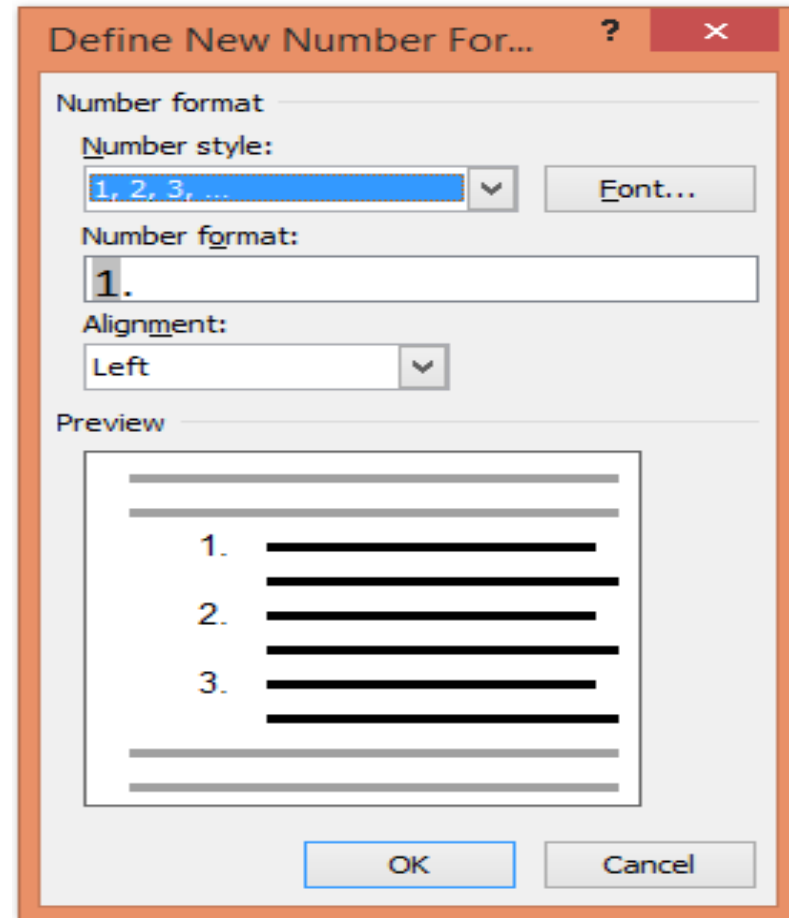 Define New Number For... ?
Number format
Number style:
1, 2, 3, ... Font...
Number format:
1.
Alignment:
Left
Preview
1.
2.
3.
OK Cancel